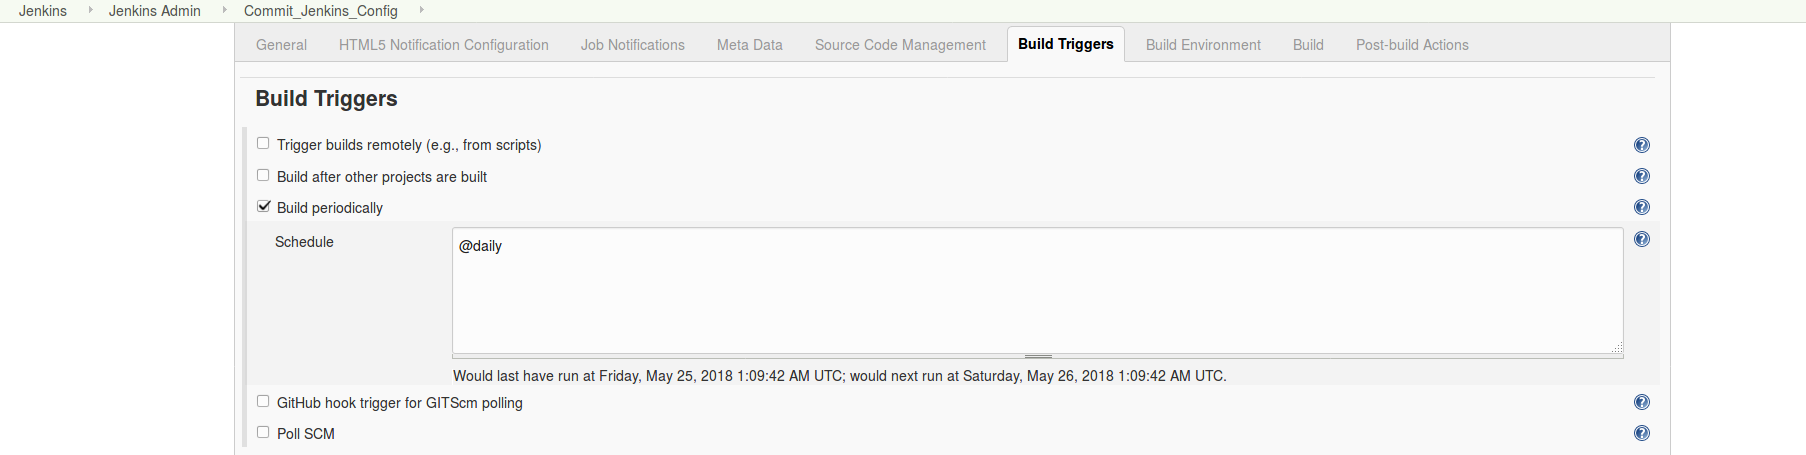 Jenkins Jenkins Admin Commit_Jenkins_Config
General HTML5 Notification Configuration Job Notifications Meta Data Source Code Management Build Triggers Build Environment Build Post-build Actions
Build Triggers
Trigger builds remotely (e.g., from scripts)
Build after other projects are built
Build periodically
Schedule @daily
Would last have run at Friday, May 25, 2018 1:09:42 AM UTC; would next run at Saturday, May 26, 2018 1:09:42 AM UTC.
GitHub hook trigger for GITScm polling
Poll SCM